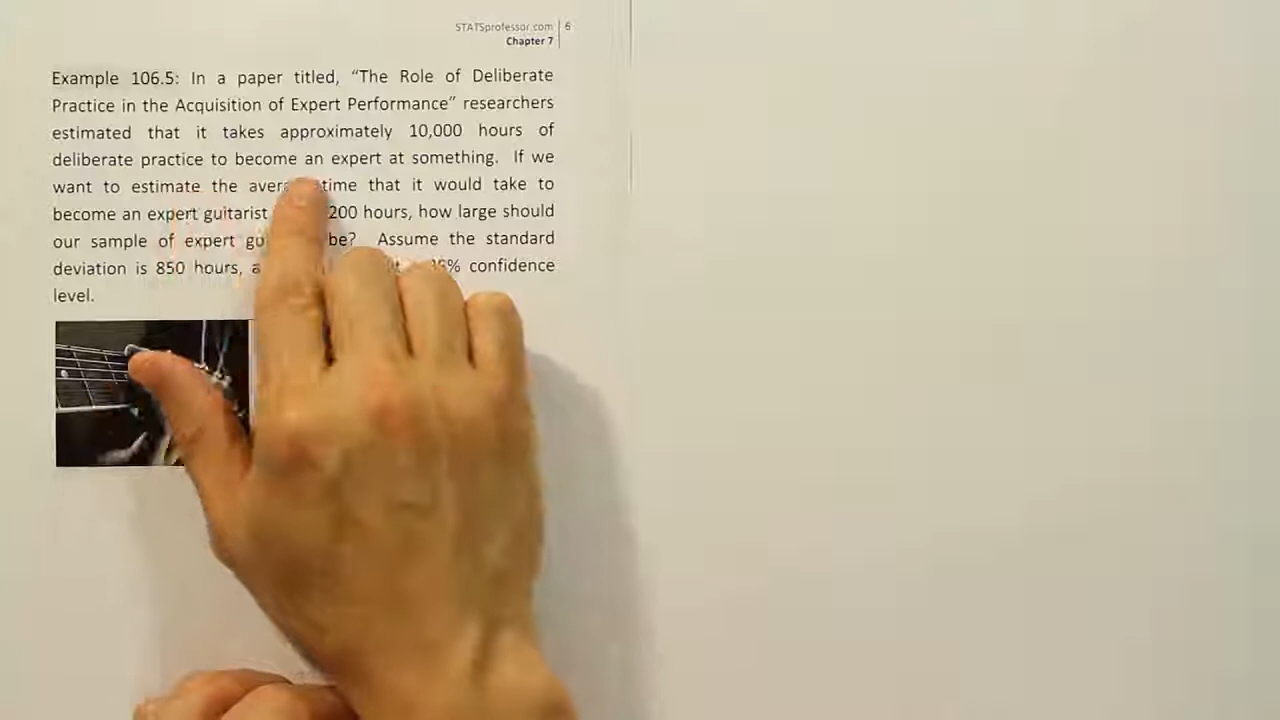 STATSprofessor.com | 6
Chapter 7
Example 106.5: In a paper titled, “The Role of Deliberate
Practice in the Acquisition of Expert Performance” researchers
estimated that it takes approximately 10,000 hours of
deliberate practice to become an expert at something. If we
want to estimate the time that it would take to
become an expert guitarist 200 hours, how large should
our sample of expert be? Assume the standard
deviation is 850 hours, confidence
level.